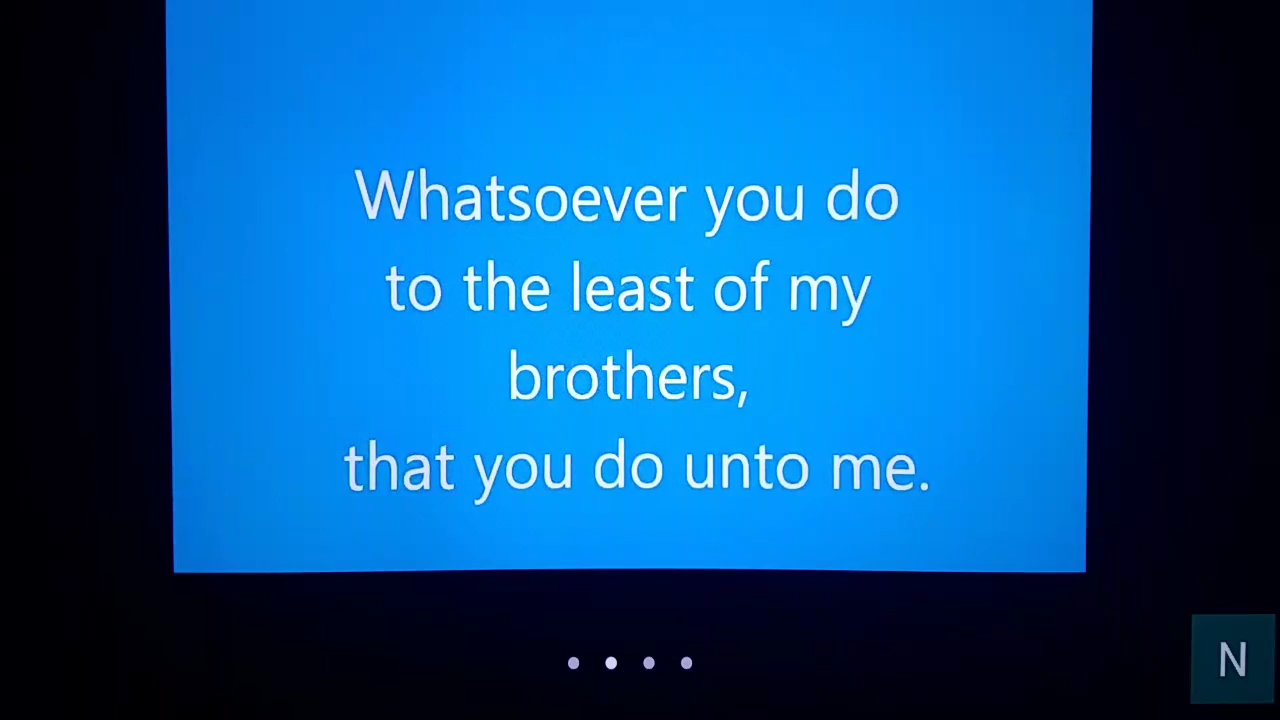 Whatsoever you do
to the least of my
brothers,
that you do unto me.
N